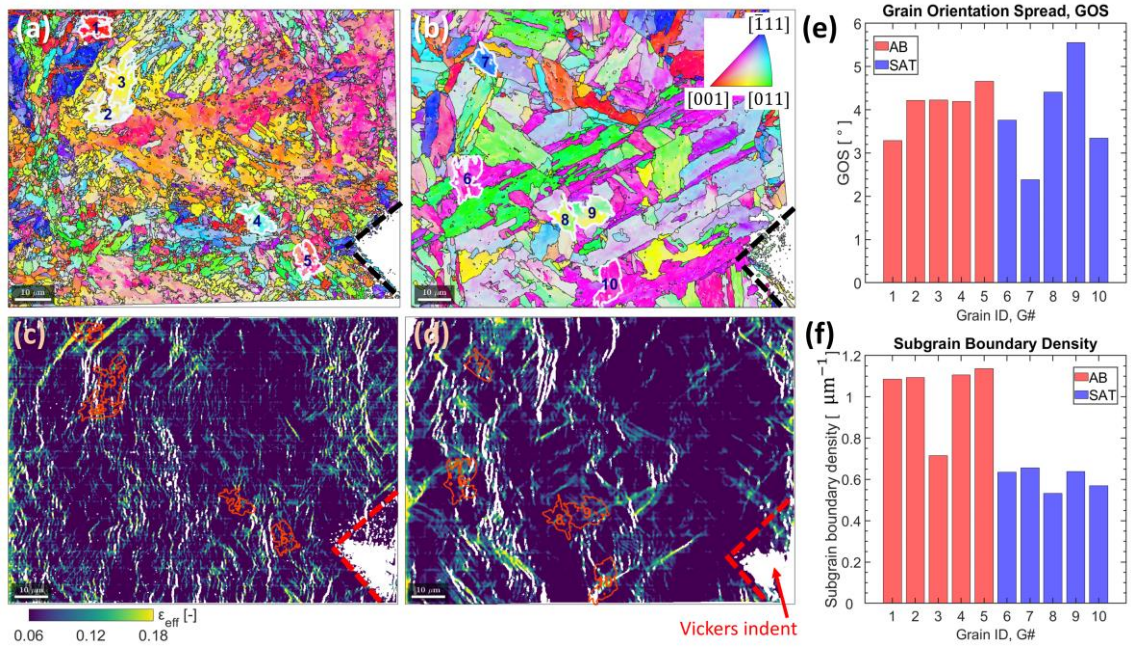 (a)
3
2
4
5
10 μm
(b)
7
[1̅11]
[001]
[011]
6
8
9
10
10 μm
(c)
10 μm
(d)
10 μm
ε_eff [-]
0.06
0.12
0.18
Vickers indent
(e)
Grain Orientation Spread, GOS
AB
SAT
GOS [ ° ]
6
5
4
3
2
1
0
1 2 3 4 5 6 7 8 9 10
Grain ID, G#
(f)
Subgrain Boundary Density
AB
SAT
Subgrain boundary density [ μm⁻¹
1.2
1
0.8
0.6
0.4
0.2
0
1 2 3 4 5 6 7 8 9 10
Grain ID, G#